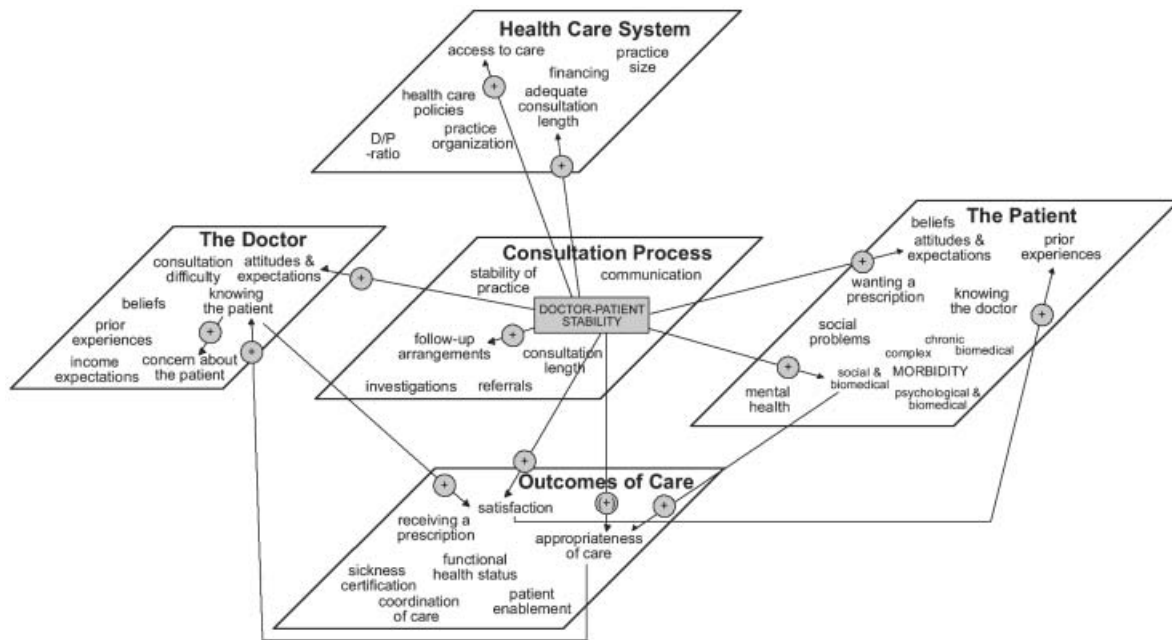 Health Care System
access to care
practice
size
financing
health care
policies
adequate
consultation
length
practice
organization
D/P
-ratio
+
+
The Doctor
consultation
difficulty
attitudes &
expectations
knowing
the patient
beliefs
prior
experiences
income
expectations
concern about
the patient
+
+
+
Consultation Process
stability of
practice
communication
DOCTOR-PATIENT
STABILITY
follow-up
arrangements
+
consultation
length
investigations
referrals
The Patient
beliefs
attitudes &
expectations
prior
experiences
+
wanting a
prescription
knowing
the doctor
+
social
problems
chronic
biomedical
complex
MORBIDITY
social &
biomedical
psychological &
biomedical
+
mental
health
Outcomes of Care
+
+
(+)
+
satisfaction
receiving a
prescription
appropriateness
of care
functional
health status
sickness
certification
coordination
of care
patient
enablement